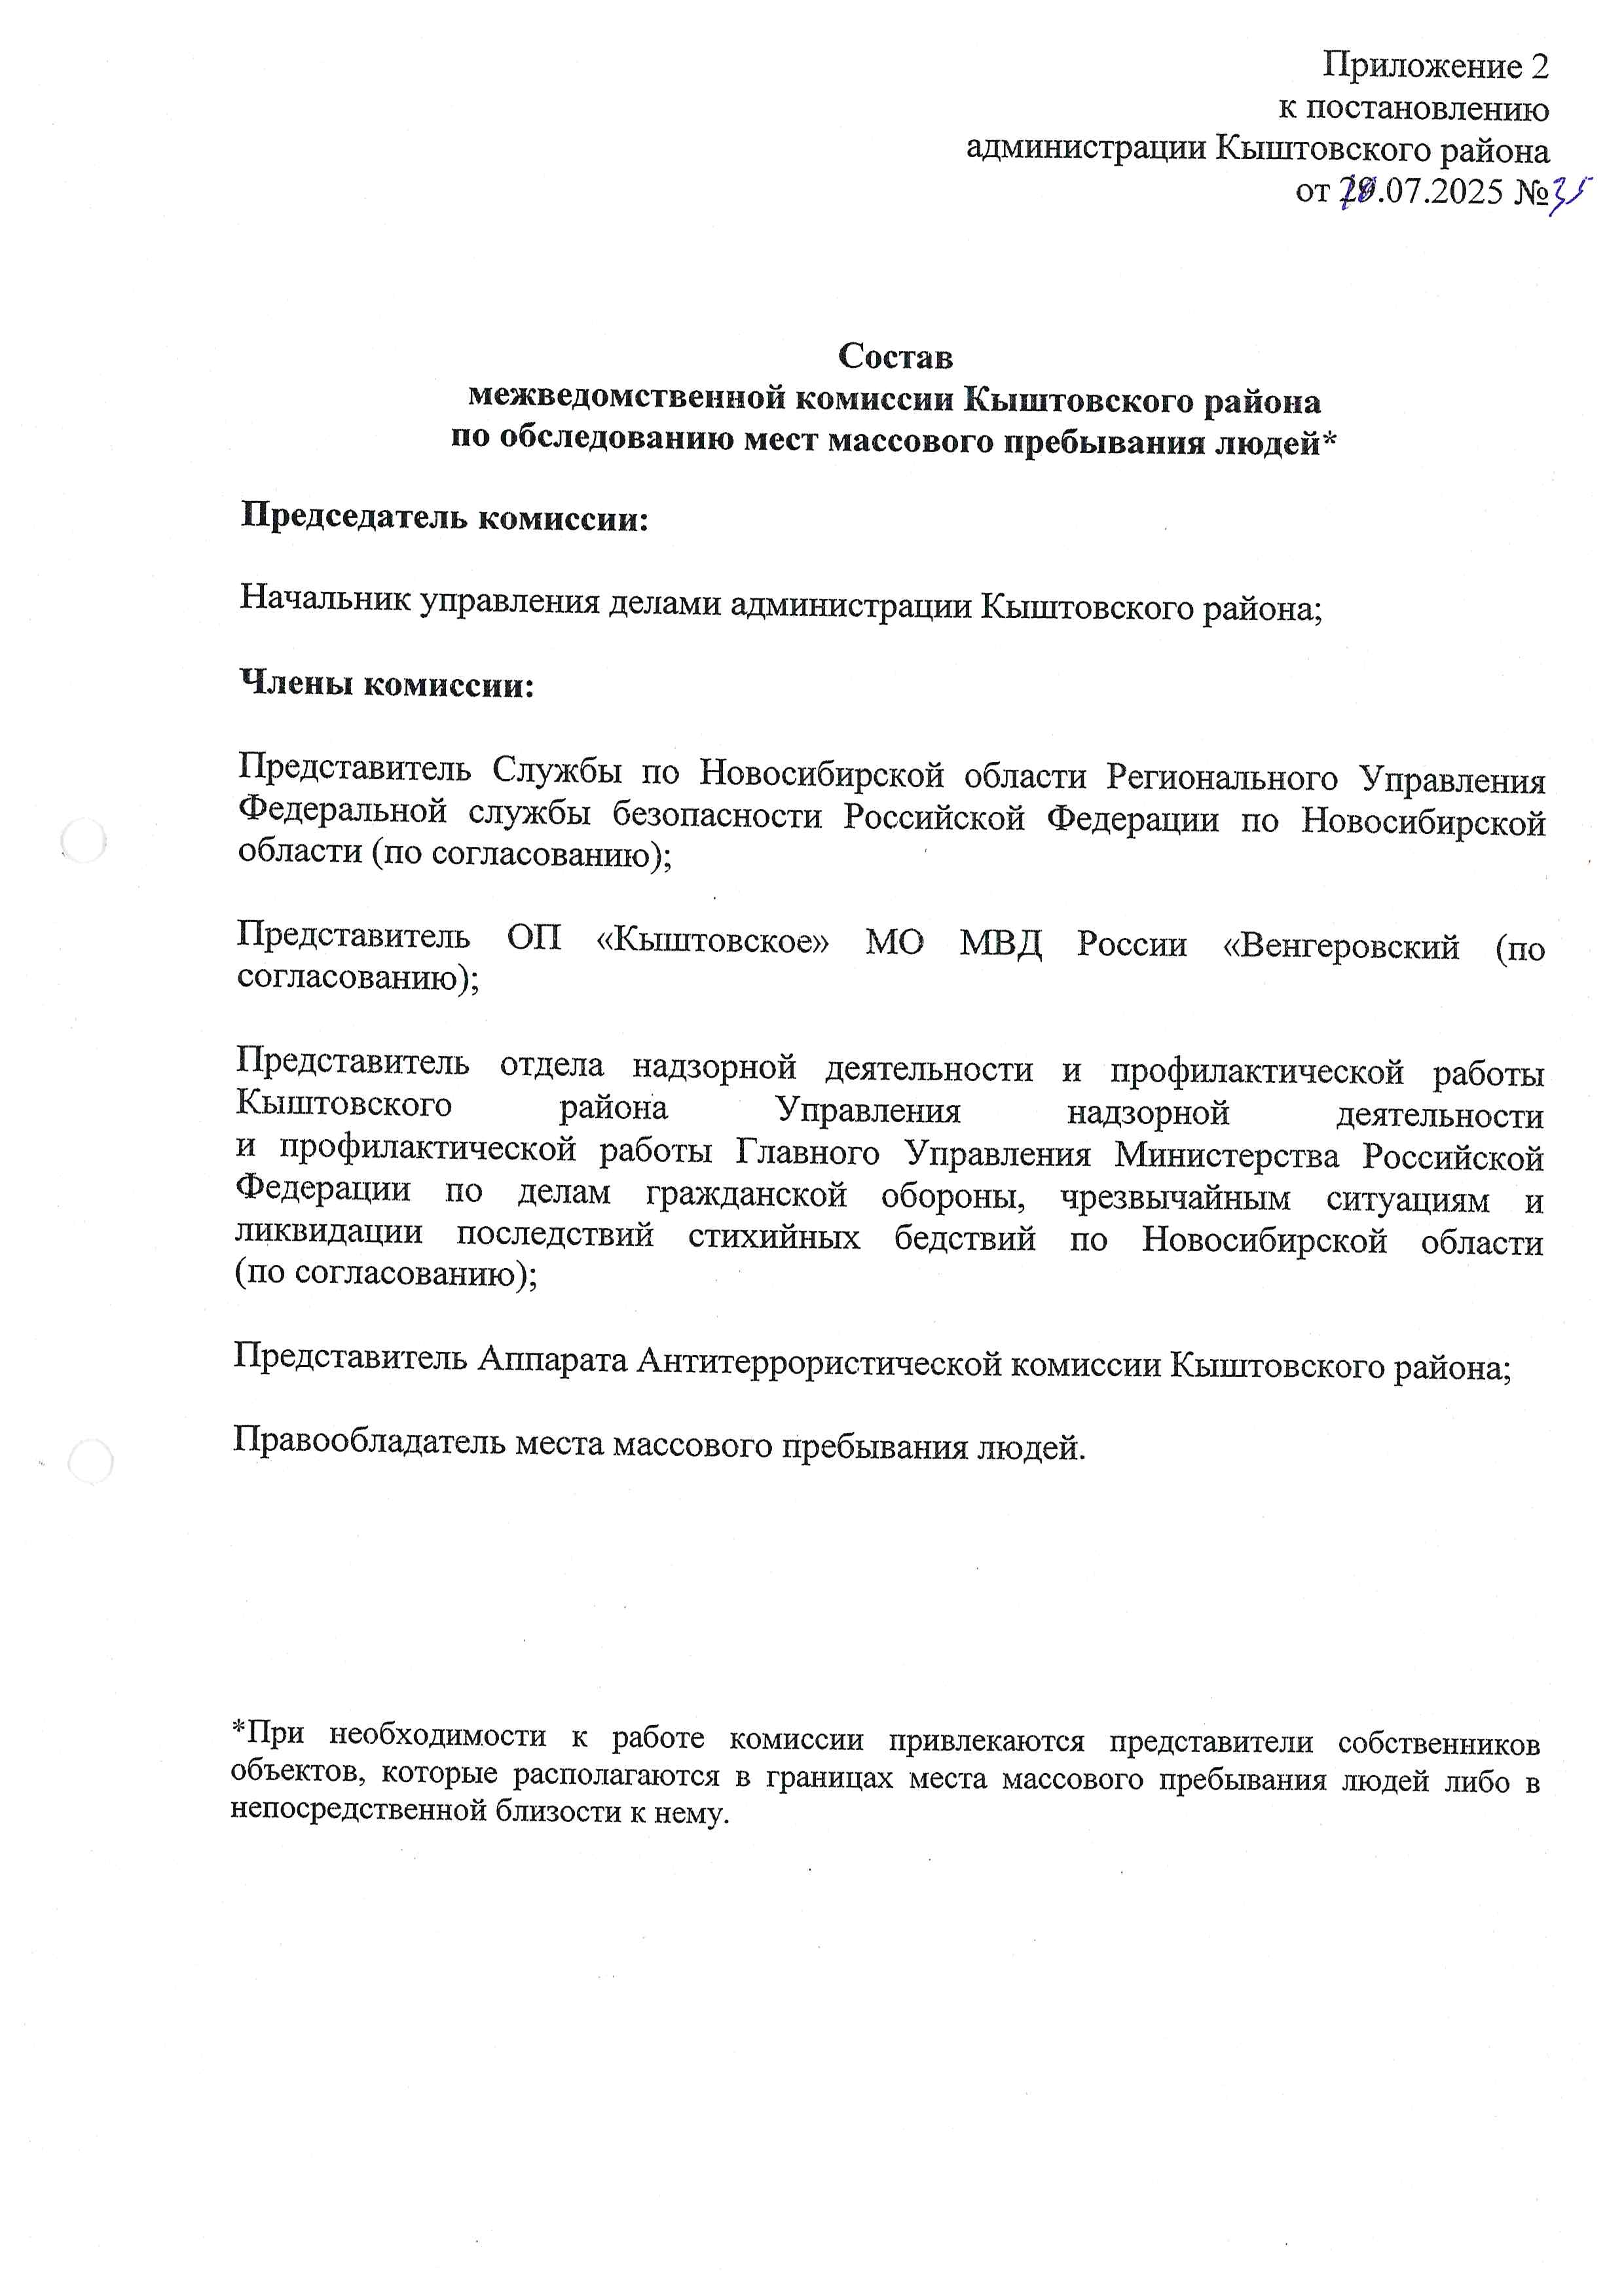 Приложение 2
к постановлению
администрации Кыштовского района
от .07.2025 №35
Состав
межведомственной комиссии Кыштовского района
по обследованию мест массового пребывания людей*
Председатель комиссии:
Начальник управления делами администрации Кыштовского района;
Члены комиссии:
Представитель Службы по Новосибирской области Регионального Управления
Федеральной службы безопасности Российской Федерации по Новосибирской
области (по согласованию);
Представитель ОП «Кыштовское» МО МВД России «Венгеровский (по
согласованию);
Представитель отдела надзорной деятельности и профилактической работы
Кыштовского района Управления надзорной деятельности
и профилактической работы Главного Управления Министерства Российской
Федерации по делам гражданской обороны, чрезвычайным ситуациям и
ликвидации последствий стихийных бедствий по Новосибирской области
(по согласованию);
Представитель Аппарата Антитеррористической комиссии Кыштовского района;
Правообладатель места массового пребывания людей.
*При необходимости к работе комиссии привлекаются представители собственников
объектов, которые располагаются в границах места массового пребывания людей либо в
непосредственной близости к нему.